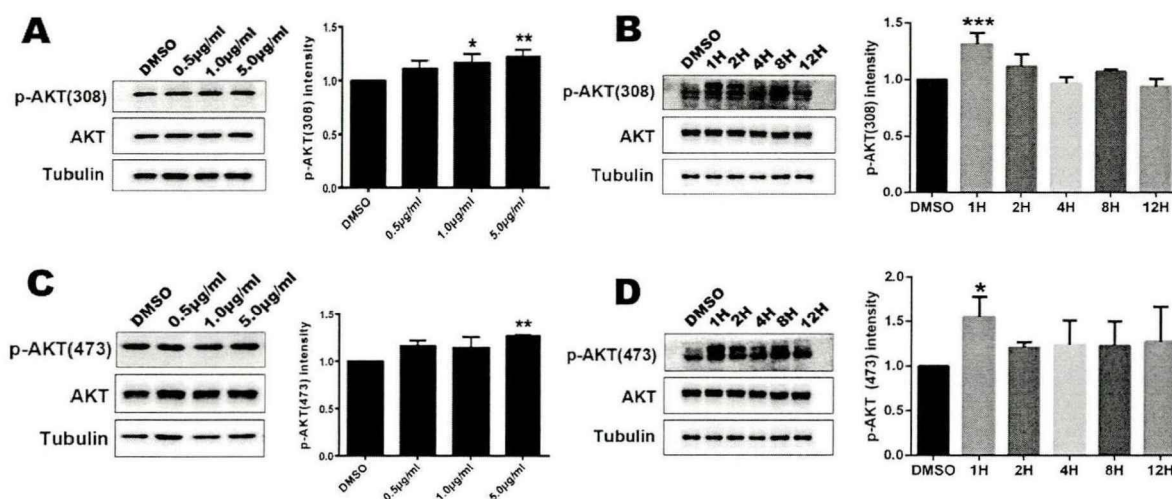 A
DMSO
0.5µg/ml
1.0µg/ml
5.0µg/ml
p-AKT(308)
AKT
Tubulin
p-AKT(308) intensity
1.5
1.0
0.5
0.0
*
**
DMSO
0.5µg/ml
1.0µg/ml
5.0µg/ml
B
DMSO
1H
2H
4H
8H
12H
p-AKT(308)
AKT
Tubulin
p-AKT(308) intensity
1.5
1.0
0.5
0.0
***
DMSO 1H 2H 4H 8H 12H
C
DMSO
0.5µg/ml
1.0µg/ml
5.0µg/ml
p-AKT(473)
AKT
Tubulin
p-AKT(473) intensity
1.5
1.0
0.5
0.0
**
DMSO
0.5µg/ml
1.0µg/ml
5.0µg/ml
D
DMSO
1H
2H
4H
8H
12H
p-AKT(473)
AKT
Tubulin
p-AKT (473) intensity
2.0
1.5
1.0
0.5
0.0
*
DMSO 1H 2H 4H 8H 12H